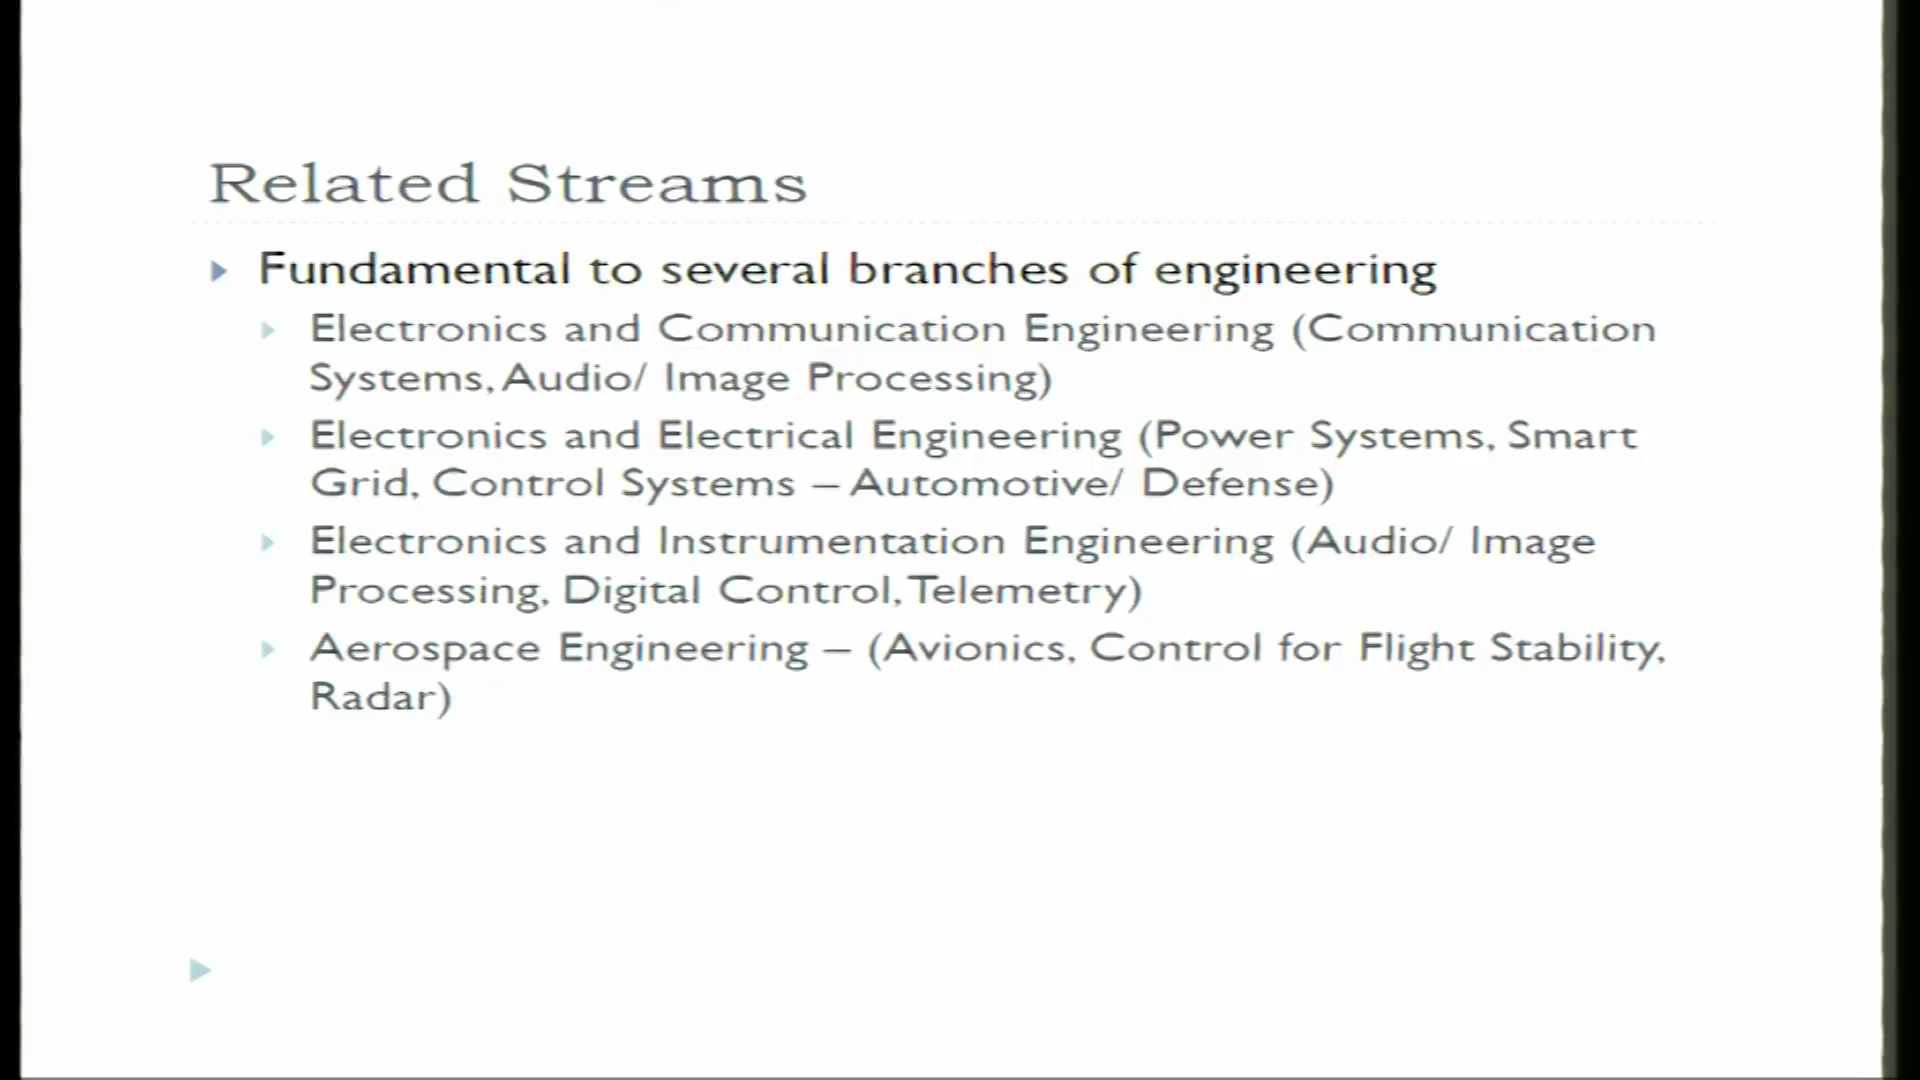 Related Streams
Fundamental to several branches of engineering
Electronics and Communication Engineering (Communication
Systems, Audio/ Image Processing)
Electronics and Electrical Engineering (Power Systems, Smart
Grid, Control Systems – Automotive/ Defense)
Electronics and Instrumentation Engineering (Audio/ Image
Processing, Digital Control, Telemetry)
Aerospace Engineering – (Avionics, Control for Flight Stability,
Radar)